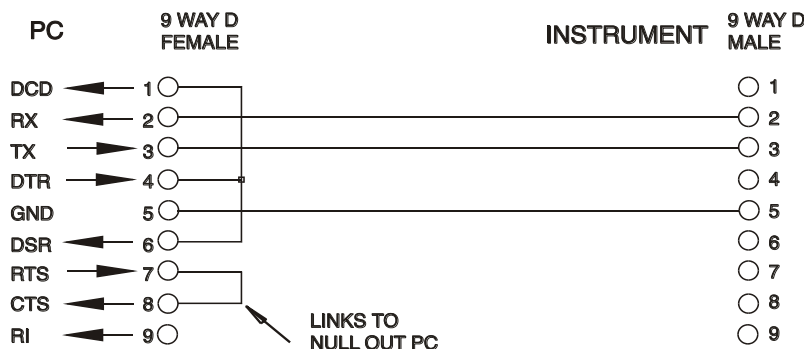 PC
9 WAY D
FEMALE
INSTRUMENT
9 WAY D
MALE
DCD 1 1
RX 2 2
TX 3 3
DTR 4 4
GND 5 5
DSR 6 6
RTS 7 7
CTS 8 8
RI 9 9
LINKS TO
NULL OUT PC